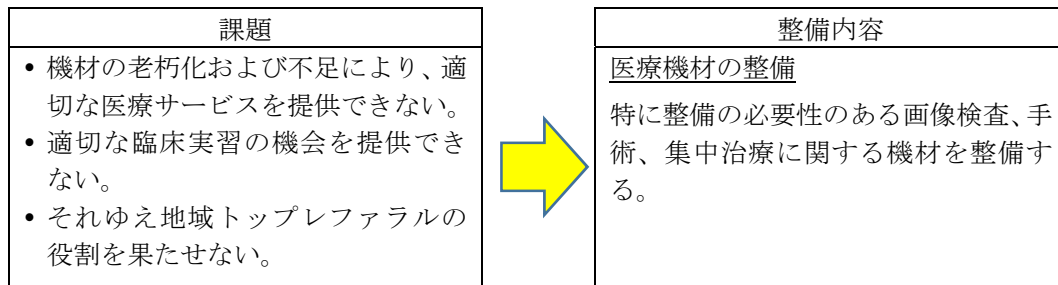 課題
• 機材の老朽化および不足により、適
切な医療サービスを提供できない。
• 適切な臨床実習の機会を提供でき
ない。
• それゆえ地域トップレファラルの
役割を果たせない。
整備内容
医療機材の整備
特に整備の必要性のある画像検査、手
術、集中治療に関する機材を整備す
る。